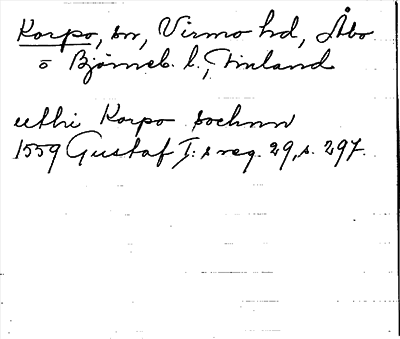 Korpo, sn, Virmo hd, Åbo
o Björneb. l., Finland
uthi Korpo sochnn
1559 Gustaf I:s reg. 29, s. 297.